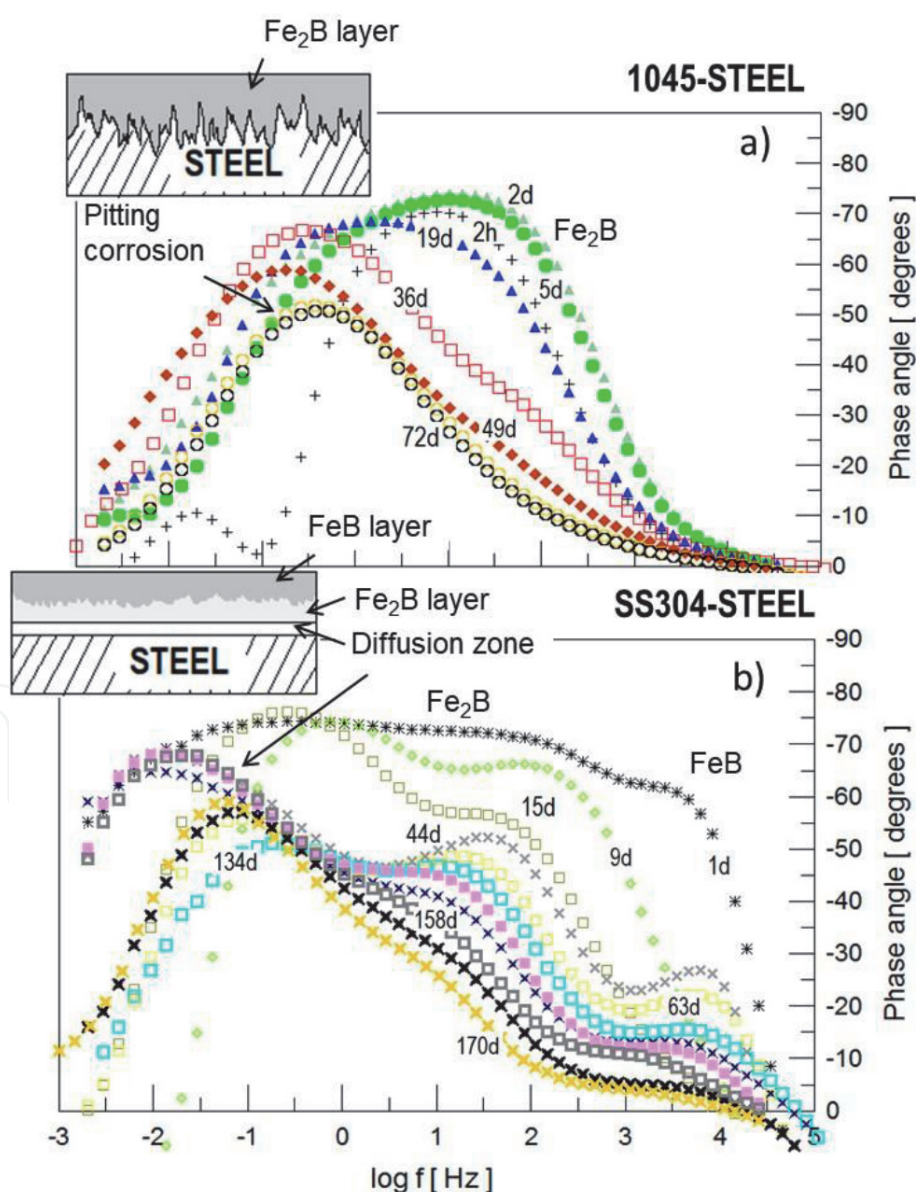 Fe₂B layer
1045-STEEL
STEEL
a)
-90
-80
-70
-60
-50
-40
-30
-20
-10
0
Phase angle [ degrees ]
Pitting
corrosion
2d
2h
19d
Fe₂B
5d
36d
49d
72d
FeB layer
Fe₂B layer
Diffusion zone
STEEL
SS304-STEEL
b)
-90
-80
-70
-60
-50
-40
-30
-20
-10
0
Phase angle [ degrees ]
Fe₂B
FeB
15d
9d
1d
44d
134d
158d
63d
170d
-3
-2
-1
0
1
2
3
4
5
log f [ Hz ]